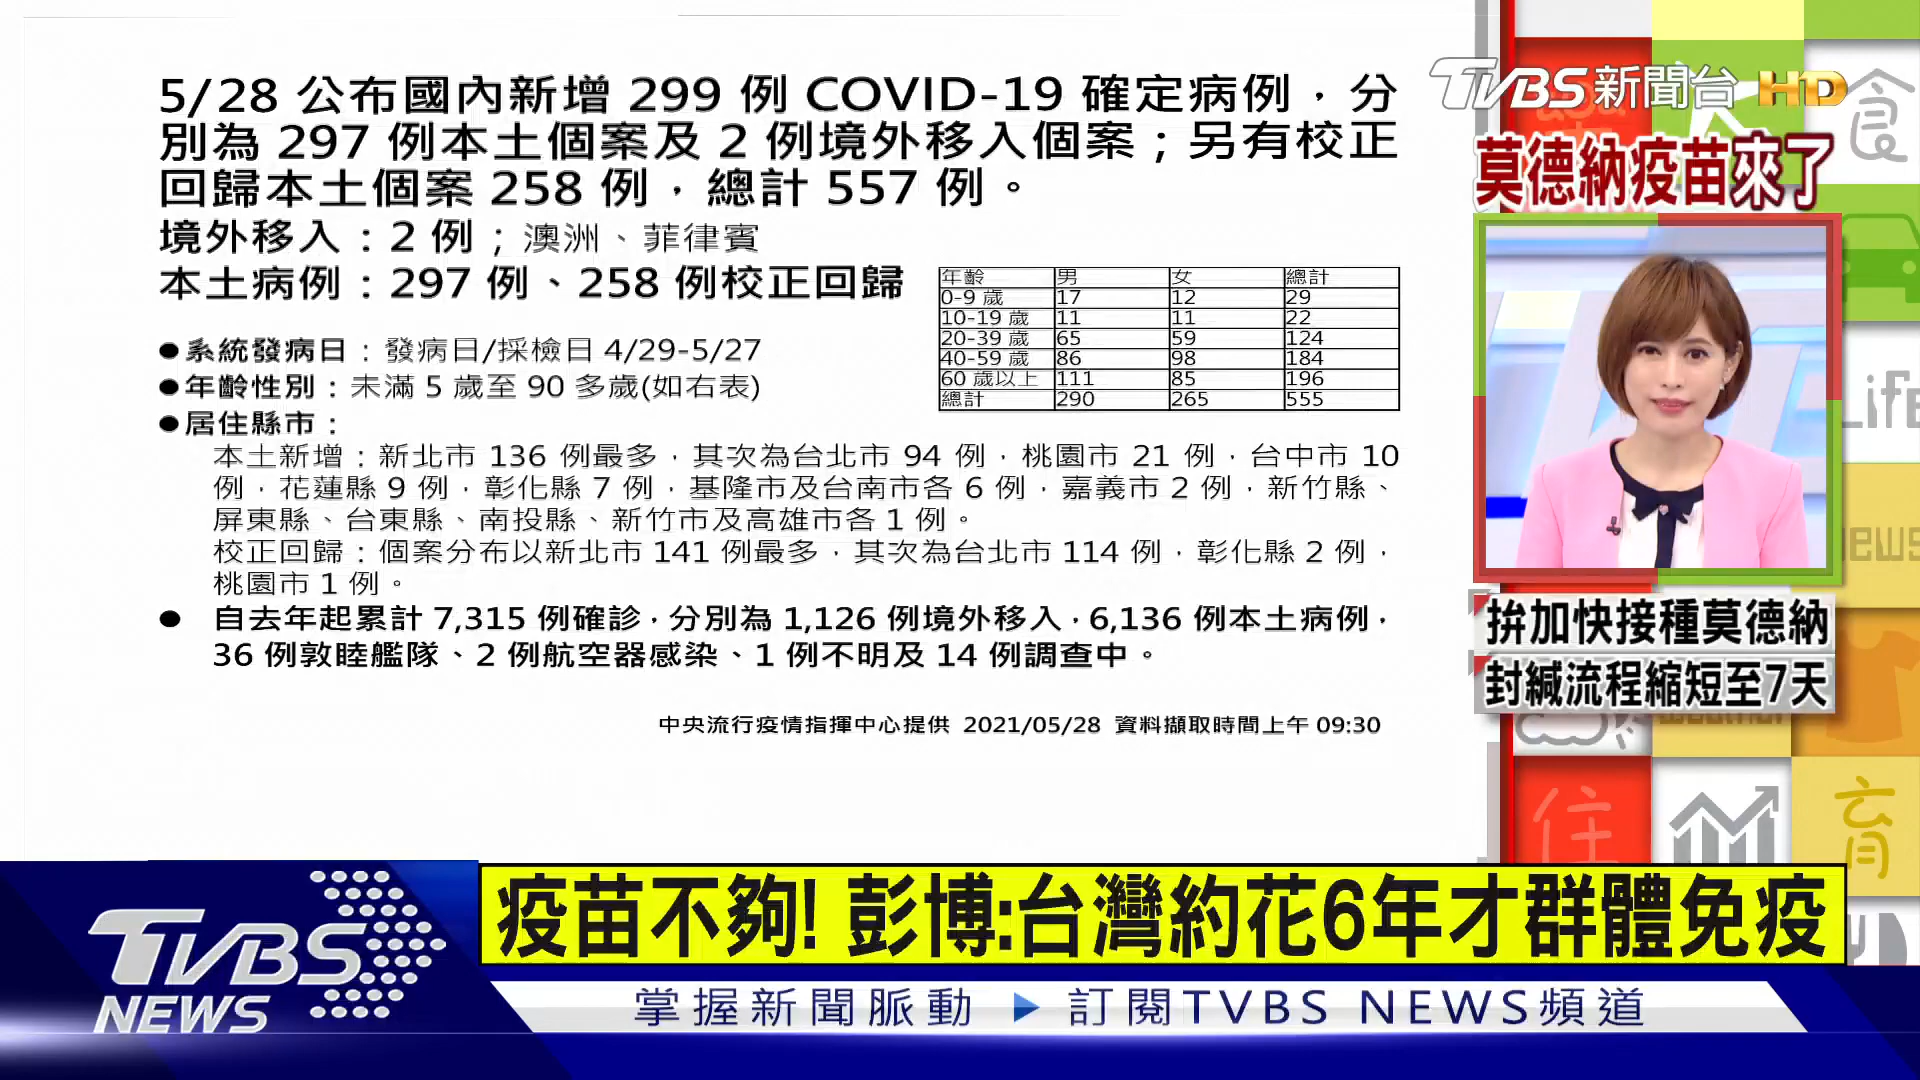 5/28 公布國內新增 299 例 COVID-19 確定病例，分
別為 297 例本土個案及 2 例境外移入個案；另有校正
回歸本土個案 258 例，總計 557 例。
境外移入：2 例；澳洲、菲律賓
本土病例：297 例、258 例校正回歸
●系統發病日：發病日/採檢日 4/29-5/27
●年齡性別：未滿 5 歲至 90 多歲(如右表)
●居住縣市：
本土新增：新北市 136 例最多，其次為台北市 94 例，桃園市 21 例，台中市 10
例，花蓮縣 9 例，彰化縣 7 例，基隆市及台南市各 6 例，嘉義市 2 例，新竹縣、
屏東縣、台東縣、南投縣、新竹市及高雄市各 1 例。
校正回歸：個案分布以新北市 141 例最多，其次為台北市 114 例，彰化縣 2 例，
桃園市 1 例。
● 自去年起累計 7,315 例確診，分別為 1,126 例境外移入，6,136 例本土病例，
36 例敦睦艦隊、2 例航空器感染、1 例不明及 14 例調查中。
年齡 男 女 總計
0-9 歲 17 12 29
10-19 歲 11 11 22
20-39 歲 65 59 124
40-59 歲 86 98 184
60 歲以上 111 85 196
總計 290 265 555
中央流行疫情指揮中心提供 2021/05/28 資料擷取時間上午 09:30
TVBS新聞台 HD
莫德納疫苗來了
拚加快接種莫德納
封緘流程縮短至7天
食
Life
news
weather
住
育
TVBS
NEWS
疫苗不夠! 彭博:台灣約花6年才群體免疫
掌握新聞脈動 ▶ 訂閱TVBS NEWS頻道